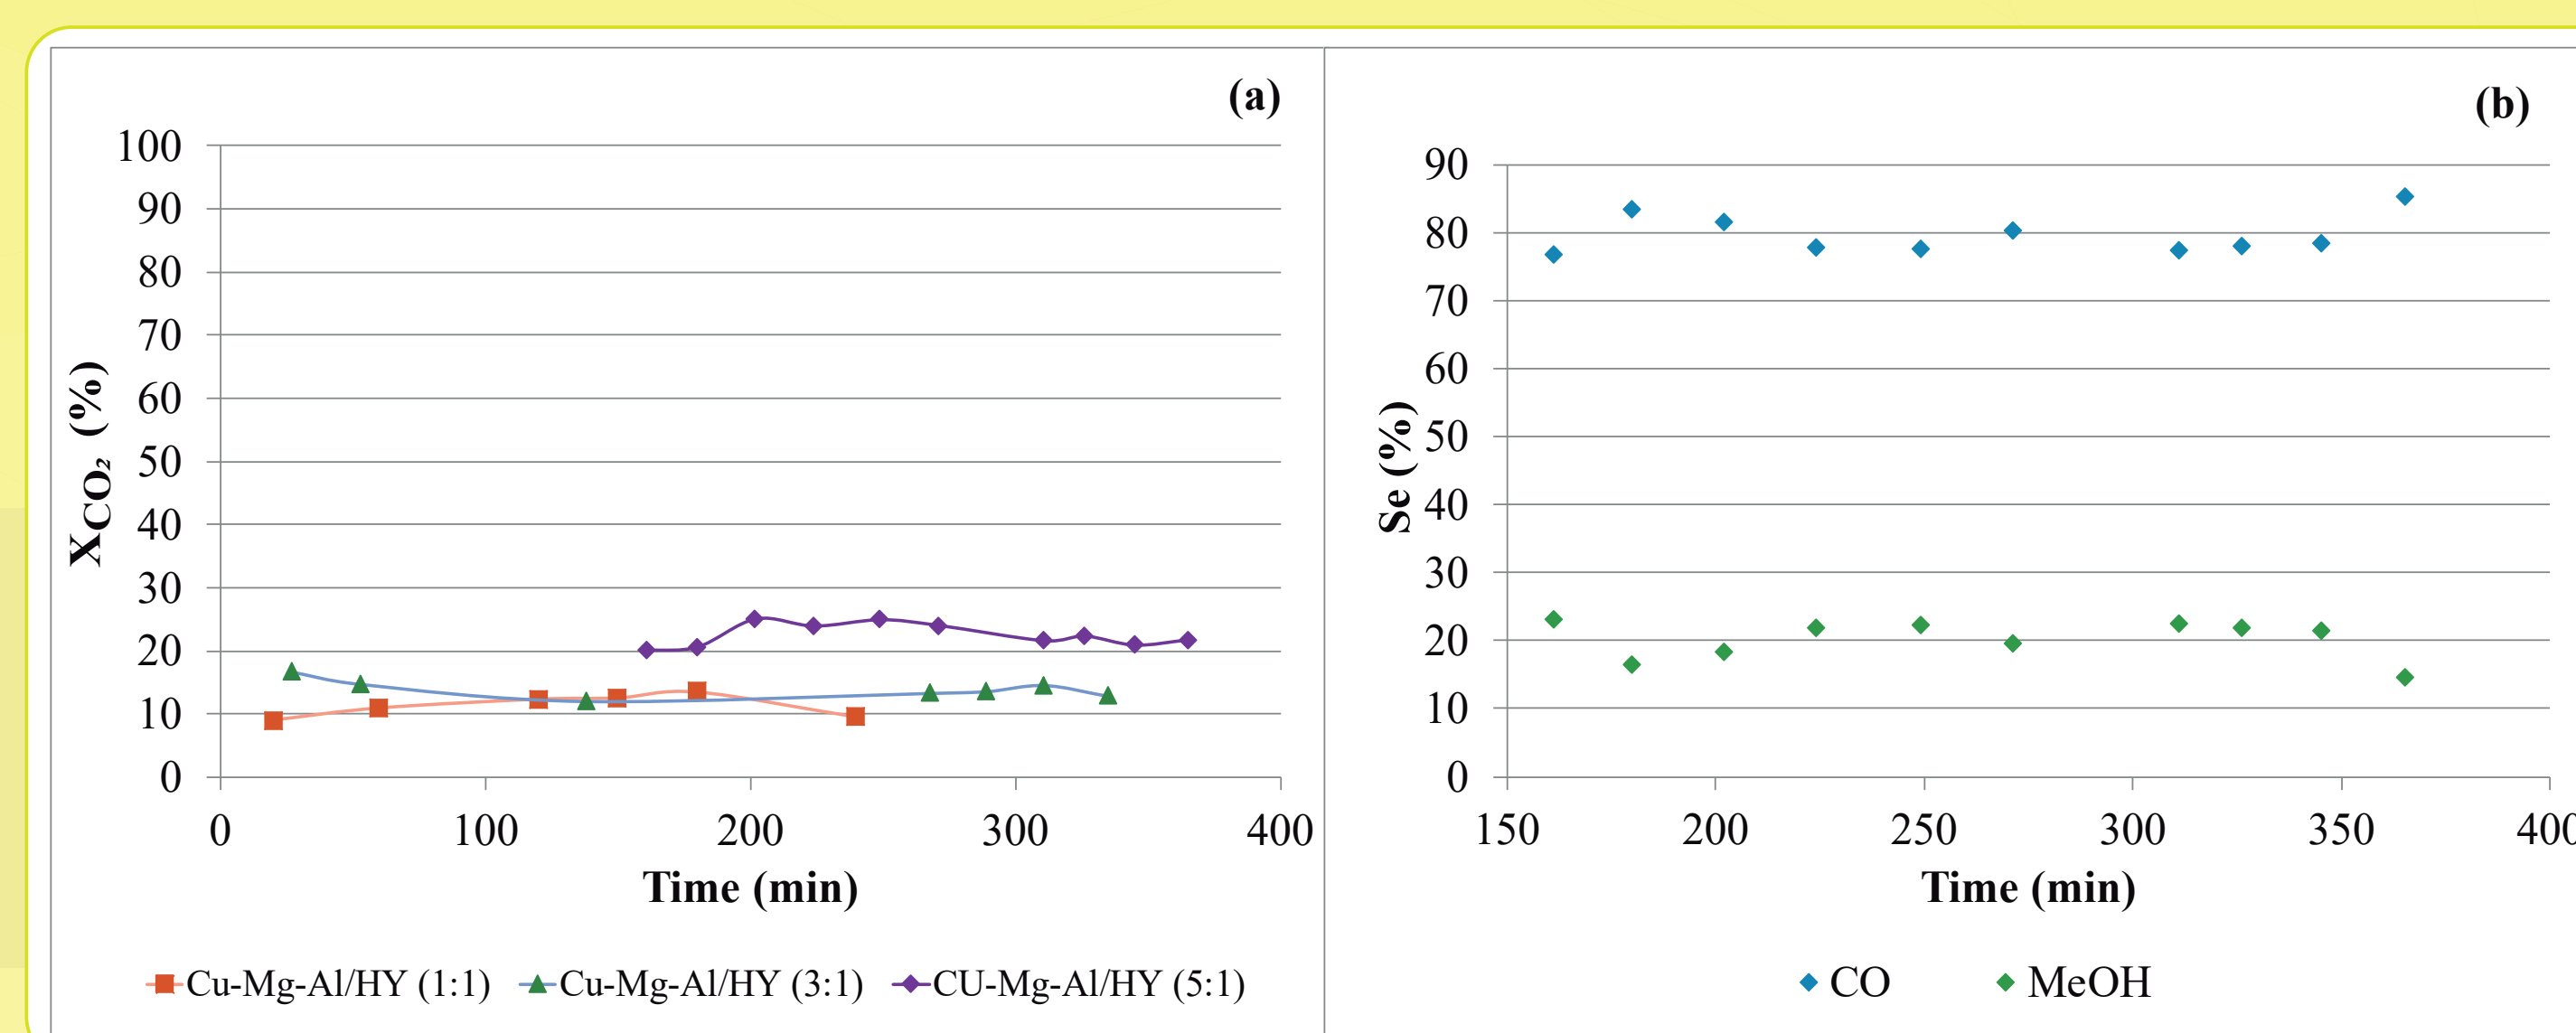 (a)
100
90
80
70
60
50
40
30
20
10
0
X CO₂ (%)
0 100 200 300 400
Time (min)
Cu-Mg-Al/HY (1:1) Cu-Mg-Al/HY (3:1) CU-Mg-Al/HY (5:1)
(b)
90
80
70
60
50
40
30
20
10
0
Se (%)
150 200 250 300 350 400
Time (min)
CO MeOH